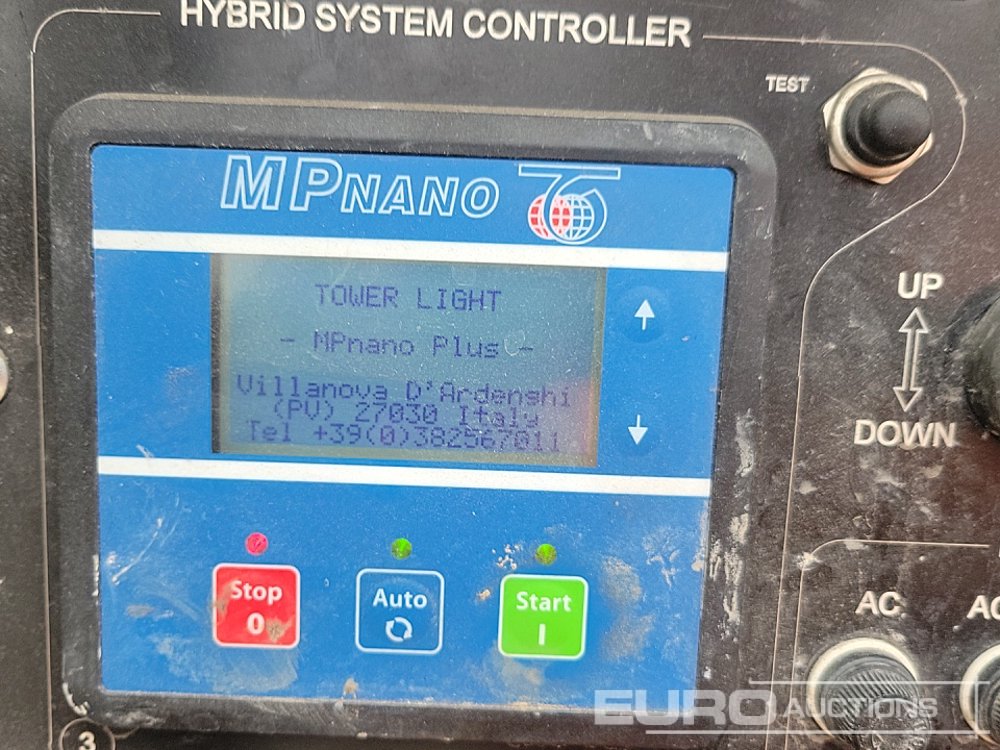 HYBRID SYSTEM CONTROLLER
TEST
MPNANO
TOWER LIGHT
- MPnano Plus -
Villanova D'Ardenghi
(PV) 27030 Italy
Tel +39(0)382567011
UP
DOWN
Stop
0
Auto
Start
I
AC
AC
3
EURO AUCTIONS